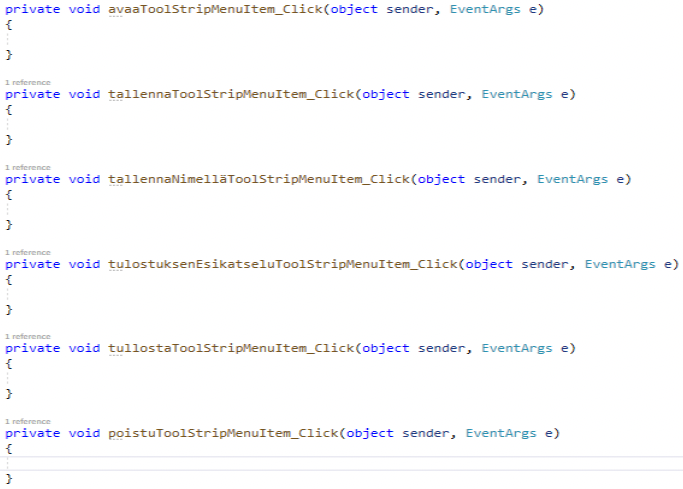 private void avaaToolStripMenuItem_Click(object sender, EventArgs e)
{
}
1 reference
private void tallennaToolStripMenuItem_Click(object sender, EventArgs e)
{
}
1 reference
private void tallennaNimelläToolStripMenuItem_Click(object sender, EventArgs e)
{
}
1 reference
private void tulostuksenEsikatseluToolStripMenuItem_Click(object sender, EventArgs e)
{
}
1 reference
private void tullostaToolStripMenuItem_Click(object sender, EventArgs e)
{
}
1 reference
private void poistuToolStripMenuItem_Click(object sender, EventArgs e)
{
}